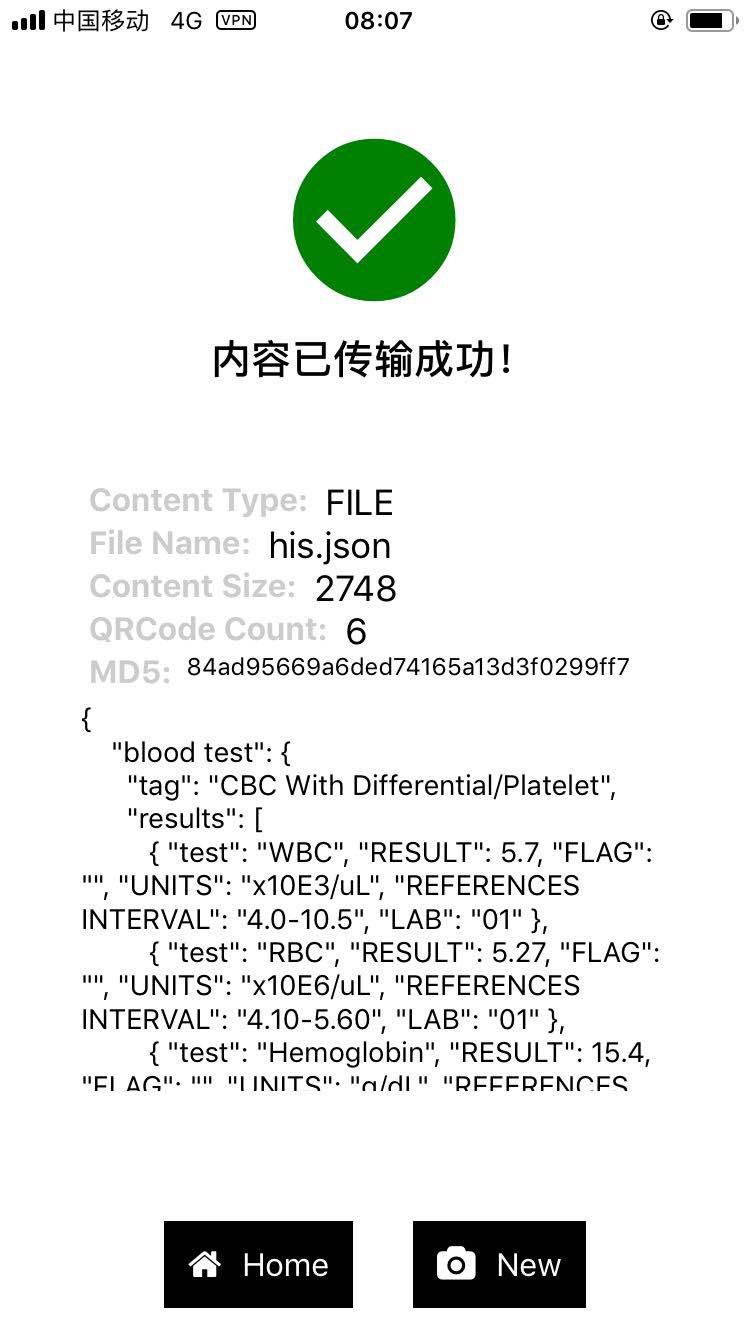 中国移动 4G VPN 08:07
内容已传输成功！
Content Type: FILE
File Name: his.json
Content Size: 2748
QRCode Count: 6
MD5: 84ad95669a6ded74165a13d3f0299ff7
{
"blood test": {
"tag": "CBC With Differential/Platelet",
"results": [
{ "test": "WBC", "RESULT": 5.7, "FLAG":
"", "UNITS": "x10E3/uL", "REFERENCES
INTERVAL": "4.0-10.5", "LAB": "01" },
{ "test": "RBC", "RESULT": 5.27, "FLAG":
"", "UNITS": "x10E6/uL", "REFERENCES
INTERVAL": "4.10-5.60", "LAB": "01" },
{ "test": "Hemoglobin", "RESULT": 15.4,
"FLAG": "", "UNITS": "g/dL", "REFERENCES
Home New